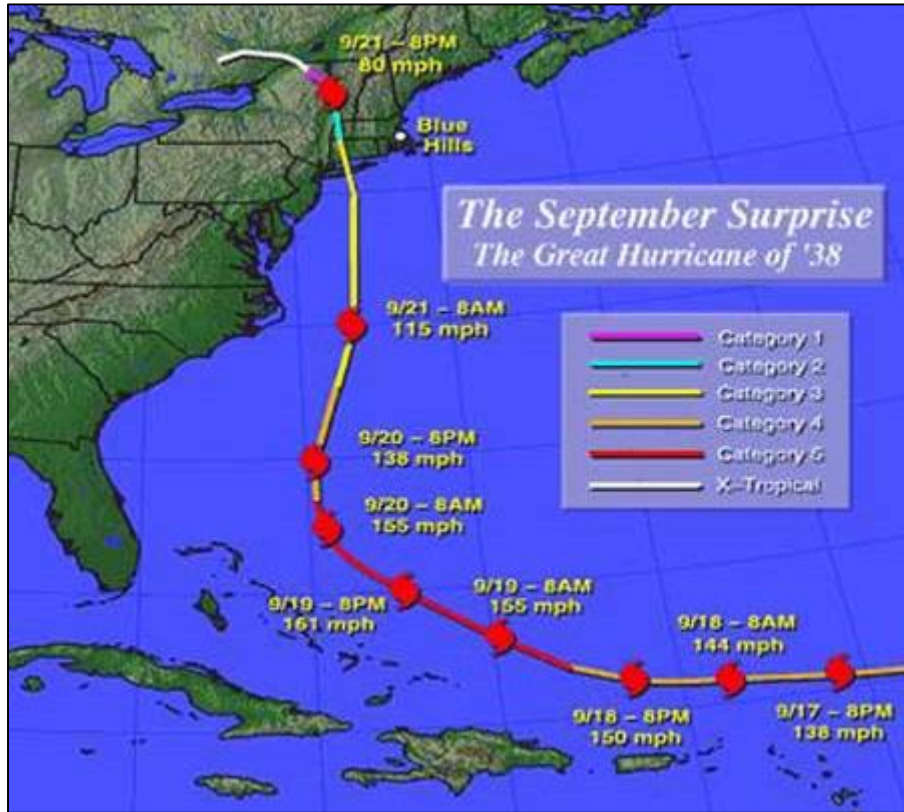 9/21 – 8PM
80 mph
Blue
Hills
The September Surprise
The Great Hurricane of '38
9/21 – 8AM
115 mph
Category 1
Category 2
Category 3
Category 4
Category 5
X–Tropical
9/20 – 8PM
138 mph
9/20 – 8AM
155 mph
9/19 – 8PM
161 mph
9/19 – 8AM
155 mph
9/18 – 8AM
144 mph
9/18 – 8PM
150 mph
9/17 – 8PM
138 mph